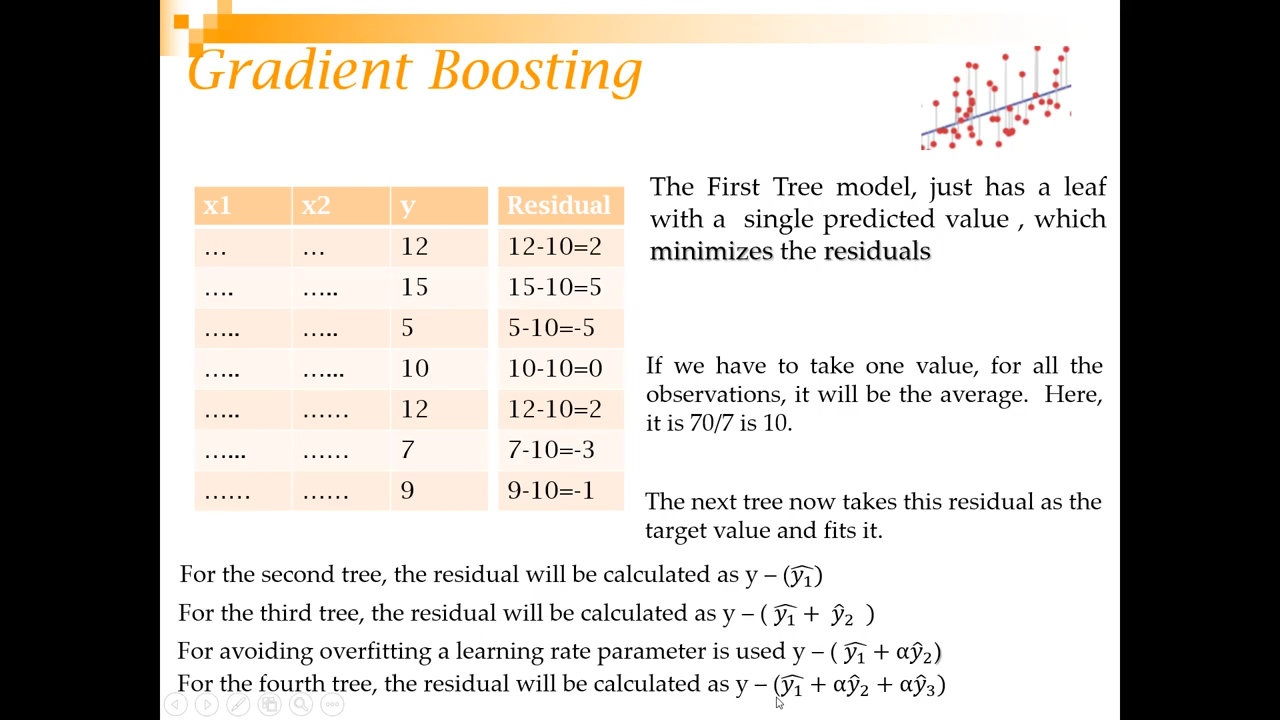 Gradient Boosting
x1 x2 y Residual
... ... 12 12-10=2
.... ..... 15 15-10=5
..... ..... 5 5-10=-5
..... ...... 10 10-10=0
..... ...... 12 12-10=2
...... ...... 7 7-10=-3
...... ...... 9 9-10=-1
The First Tree model, just has a leaf
with a single predicted value , which
minimizes the residuals
If we have to take one value, for all the
observations, it will be the average. Here,
it is 70/7 is 10.
The next tree now takes this residual as the
target value and fits it.
For the second tree, the residual will be calculated as y – (ŷ₁)
For the third tree, the residual will be calculated as y – ( ŷ₁ + ŷ₂ )
For avoiding overfitting a learning rate parameter is used y – ( ŷ₁ + αŷ₂)
For the fourth tree, the residual will be calculated as y – (ŷ₁ + αŷ₂ + αŷ₃)